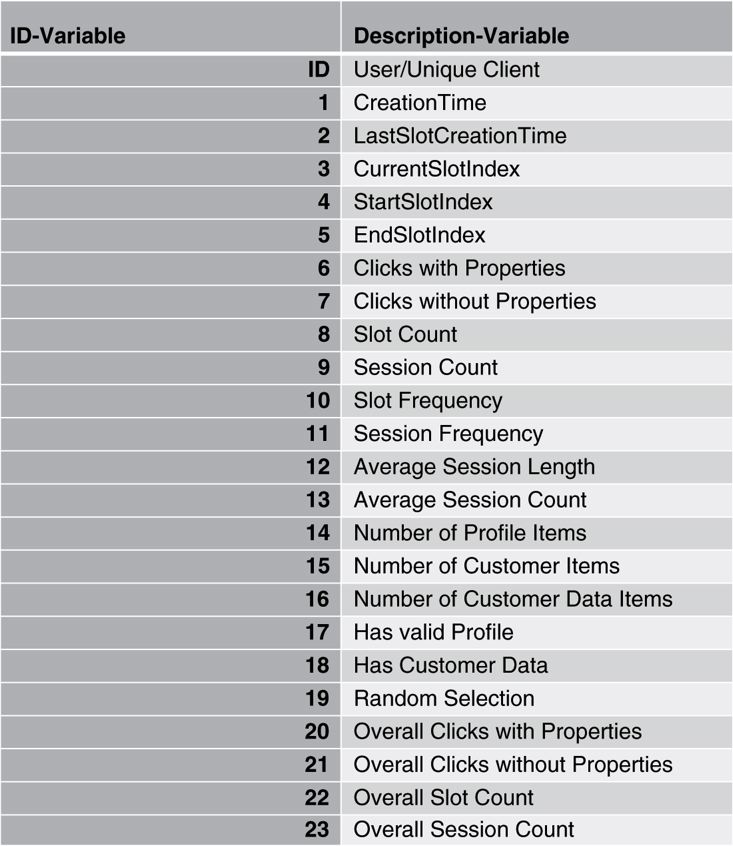 ID-Variable Description-Variable
ID User/Unique Client
1 CreationTime
2 LastSlotCreationTime
3 CurrentSlotIndex
4 StartSlotIndex
5 EndSlotIndex
6 Clicks with Properties
7 Clicks without Properties
8 Slot Count
9 Session Count
10 Slot Frequency
11 Session Frequency
12 Average Session Length
13 Average Session Count
14 Number of Profile Items
15 Number of Customer Items
16 Number of Customer Data Items
17 Has valid Profile
18 Has Customer Data
19 Random Selection
20 Overall Clicks with Properties
21 Overall Clicks without Properties
22 Overall Slot Count
23 Overall Session Count